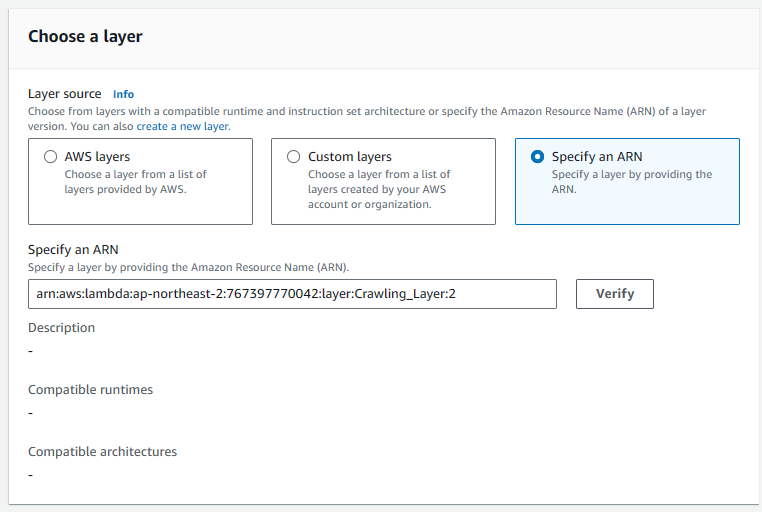 Choose a layer
Layer source Info
Choose from layers with a compatible runtime and instruction set architecture or specify the Amazon Resource Name (ARN) of a layer
version. You can also create a new layer.
AWS layers
Choose a layer from a list of
layers provided by AWS.
Custom layers
Choose a layer from a list of
layers created by your AWS
account or organization.
Specify an ARN
Specify a layer by providing the
ARN.
Specify an ARN
Specify a layer by providing the Amazon Resource Name (ARN).
arn:aws:lambda:ap-northeast-2:767397770042:layer:Crawling_Layer:2
Verify
Description
-
Compatible runtimes
-
Compatible architectures
-